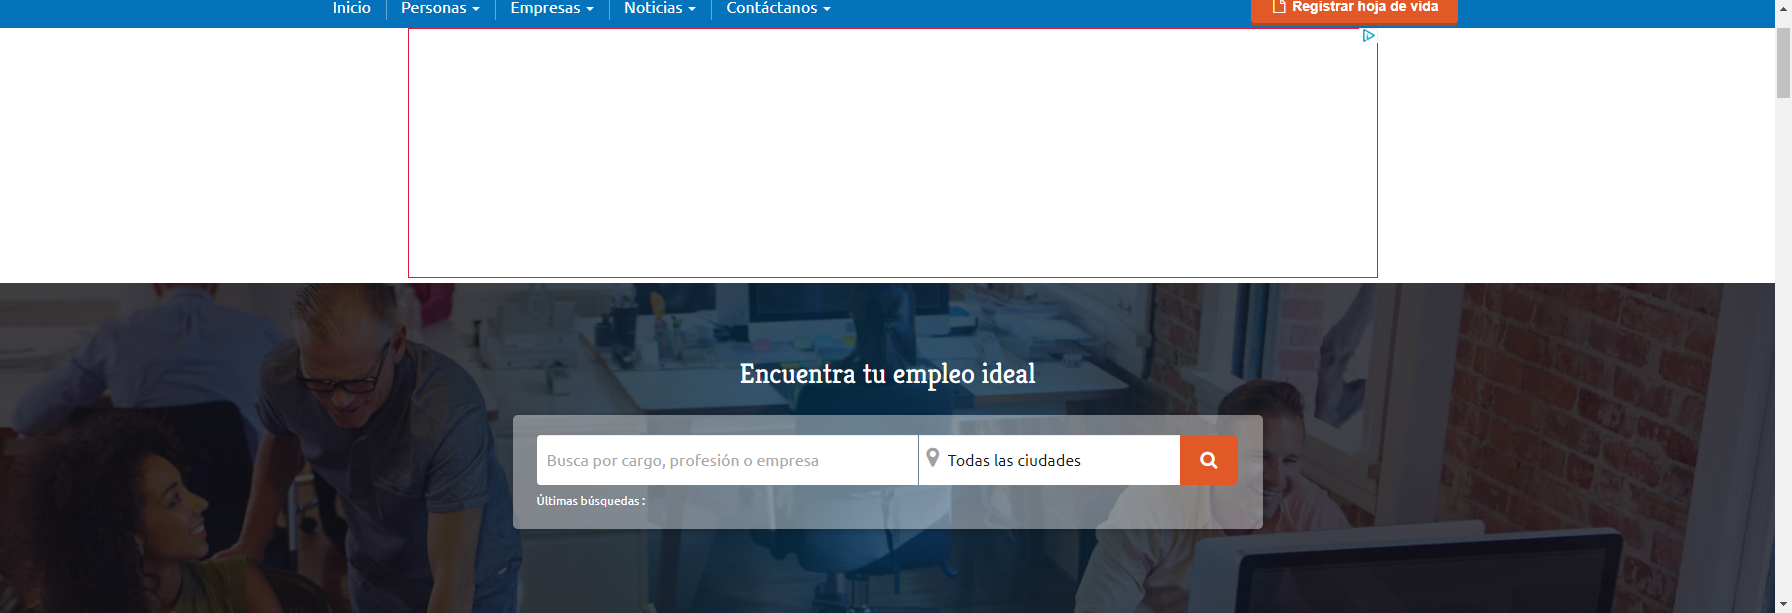 Inicio Personas Empresas Noticias Contáctanos Registrar hoja de vida
Encuentra tu empleo ideal
Busca por cargo, profesión o empresa Todas las ciudades
Últimas búsquedas :